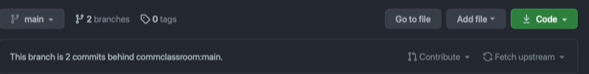 main 2 branches 0 tags Go to file Add file Code
This branch is 2 commits behind commclassroom:main. Contribute Fetch upstream